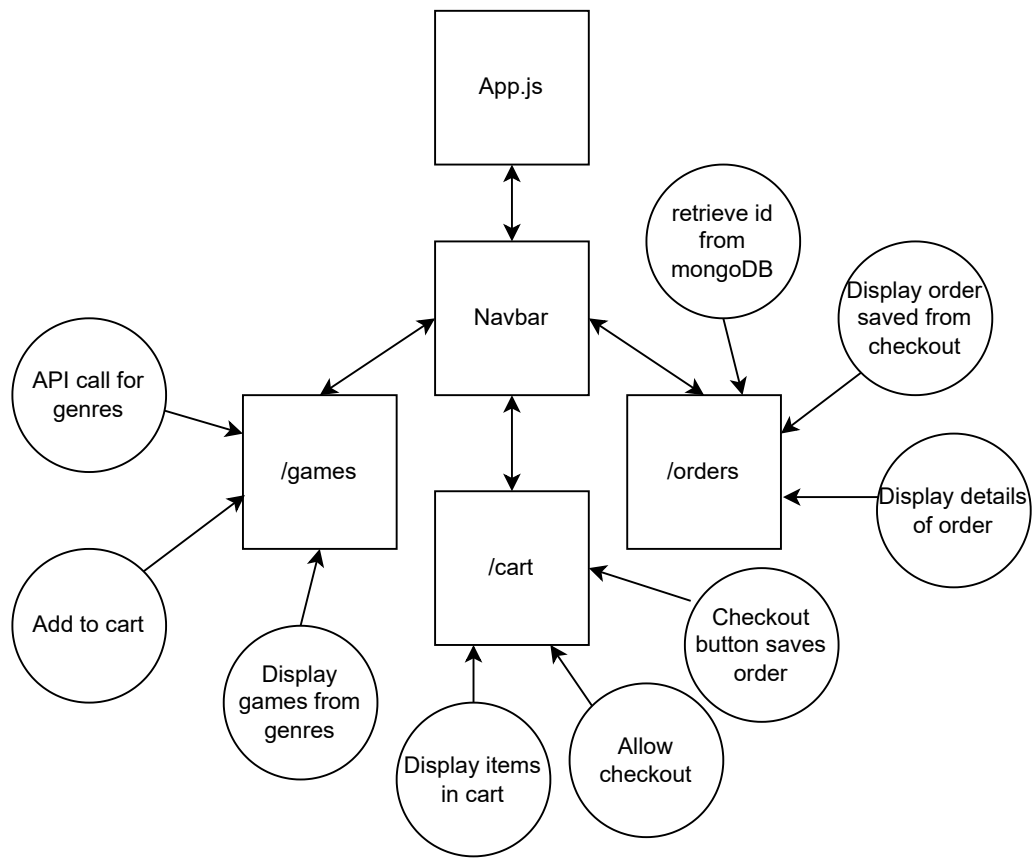 App.js
retrieve id
from
mongoDB
Display order
saved from
checkout
Navbar
API call for
genres
/games
/orders
Display details
of order
/cart
Add to cart
Checkout
button saves
order
Display
games from
genres
Allow
checkout
Display items
in cart